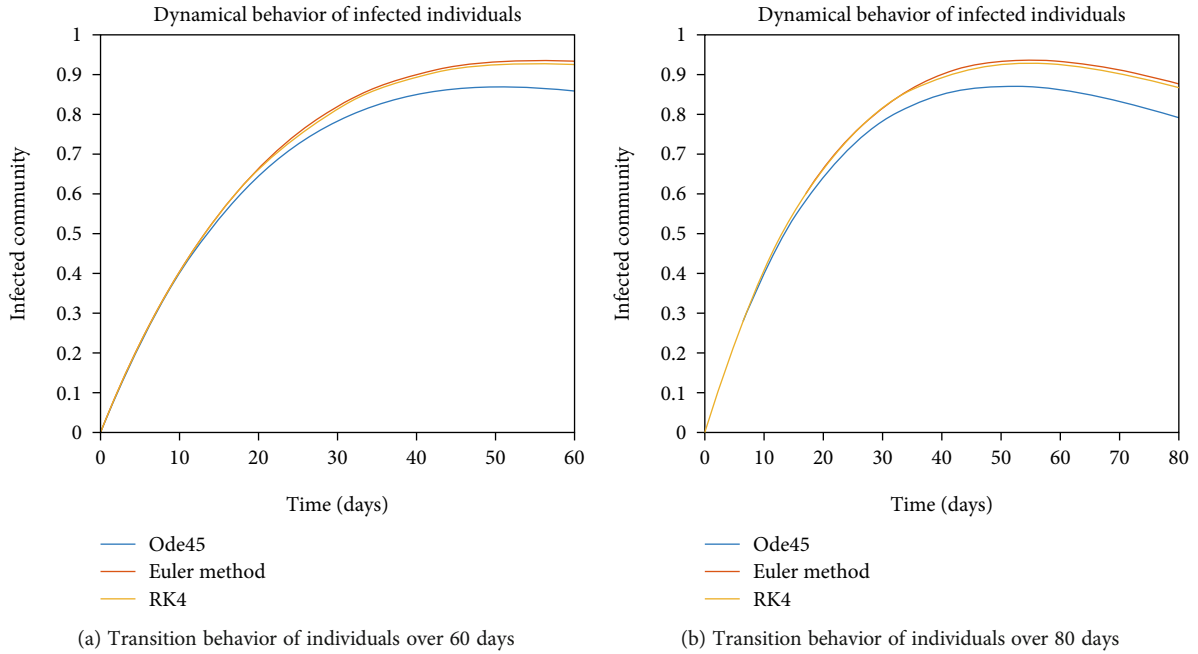 Dynamical behavior of infected individuals
1
0.9
0.8
0.7
0.6
0.5
0.4
0.3
0.2
0.1
0
Infected community
0 10 20 30 40 50 60
Time (days)
Ode45
Euler method
RK4
(a) Transition behavior of individuals over 60 days
Dynamical behavior of infected individuals
1
0.9
0.8
0.7
0.6
0.5
0.4
0.3
0.2
0.1
0
Infected community
0 10 20 30 40 50 60 70 80
Time (days)
Ode45
Euler method
RK4
(b) Transition behavior of individuals over 80 days